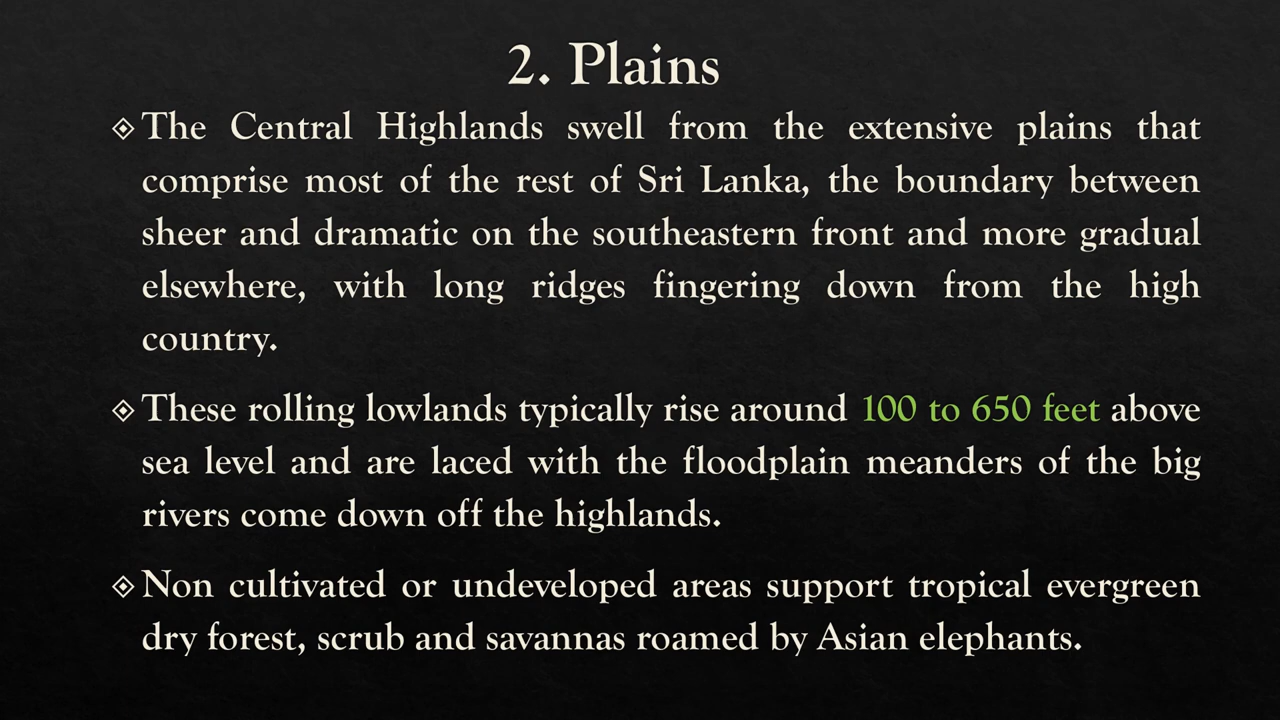 2. Plains
The Central Highlands swell from the extensive plains that
comprise most of the rest of Sri Lanka, the boundary between
sheer and dramatic on the southeastern front and more gradual
elsewhere, with long ridges fingering down from the high
country.
These rolling lowlands typically rise around 100 to 650 feet above
sea level and are laced with the floodplain meanders of the big
rivers come down off the highlands.
Non cultivated or undeveloped areas support tropical evergreen
dry forest, scrub and savannas roamed by Asian elephants.